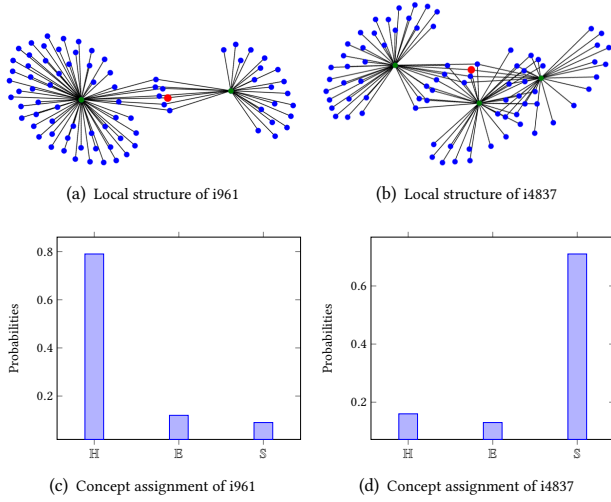 (a) Local structure of i961
(b) Local structure of i4837
0.8
0.6
0.4
0.2
Probabilities
ℍ 𝔼 𝕊
0.6
0.4
0.2
Probabilities
ℍ 𝔼 𝕊
(c) Concept assignment of i961
(d) Concept assignment of i4837